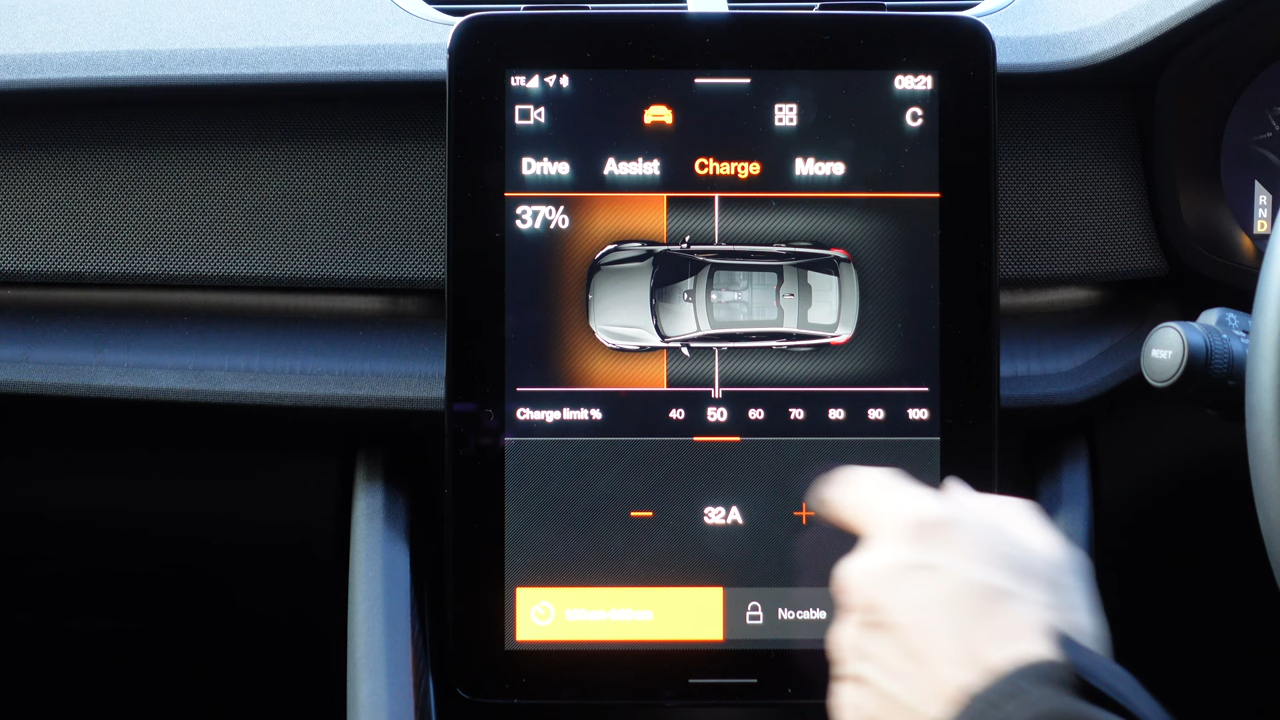 LTE 08:21
C
Drive Assist Charge More
37%
Charge limit % 40 50 60 70 80 90 100
32 A
No cable
R
N
D
RESET